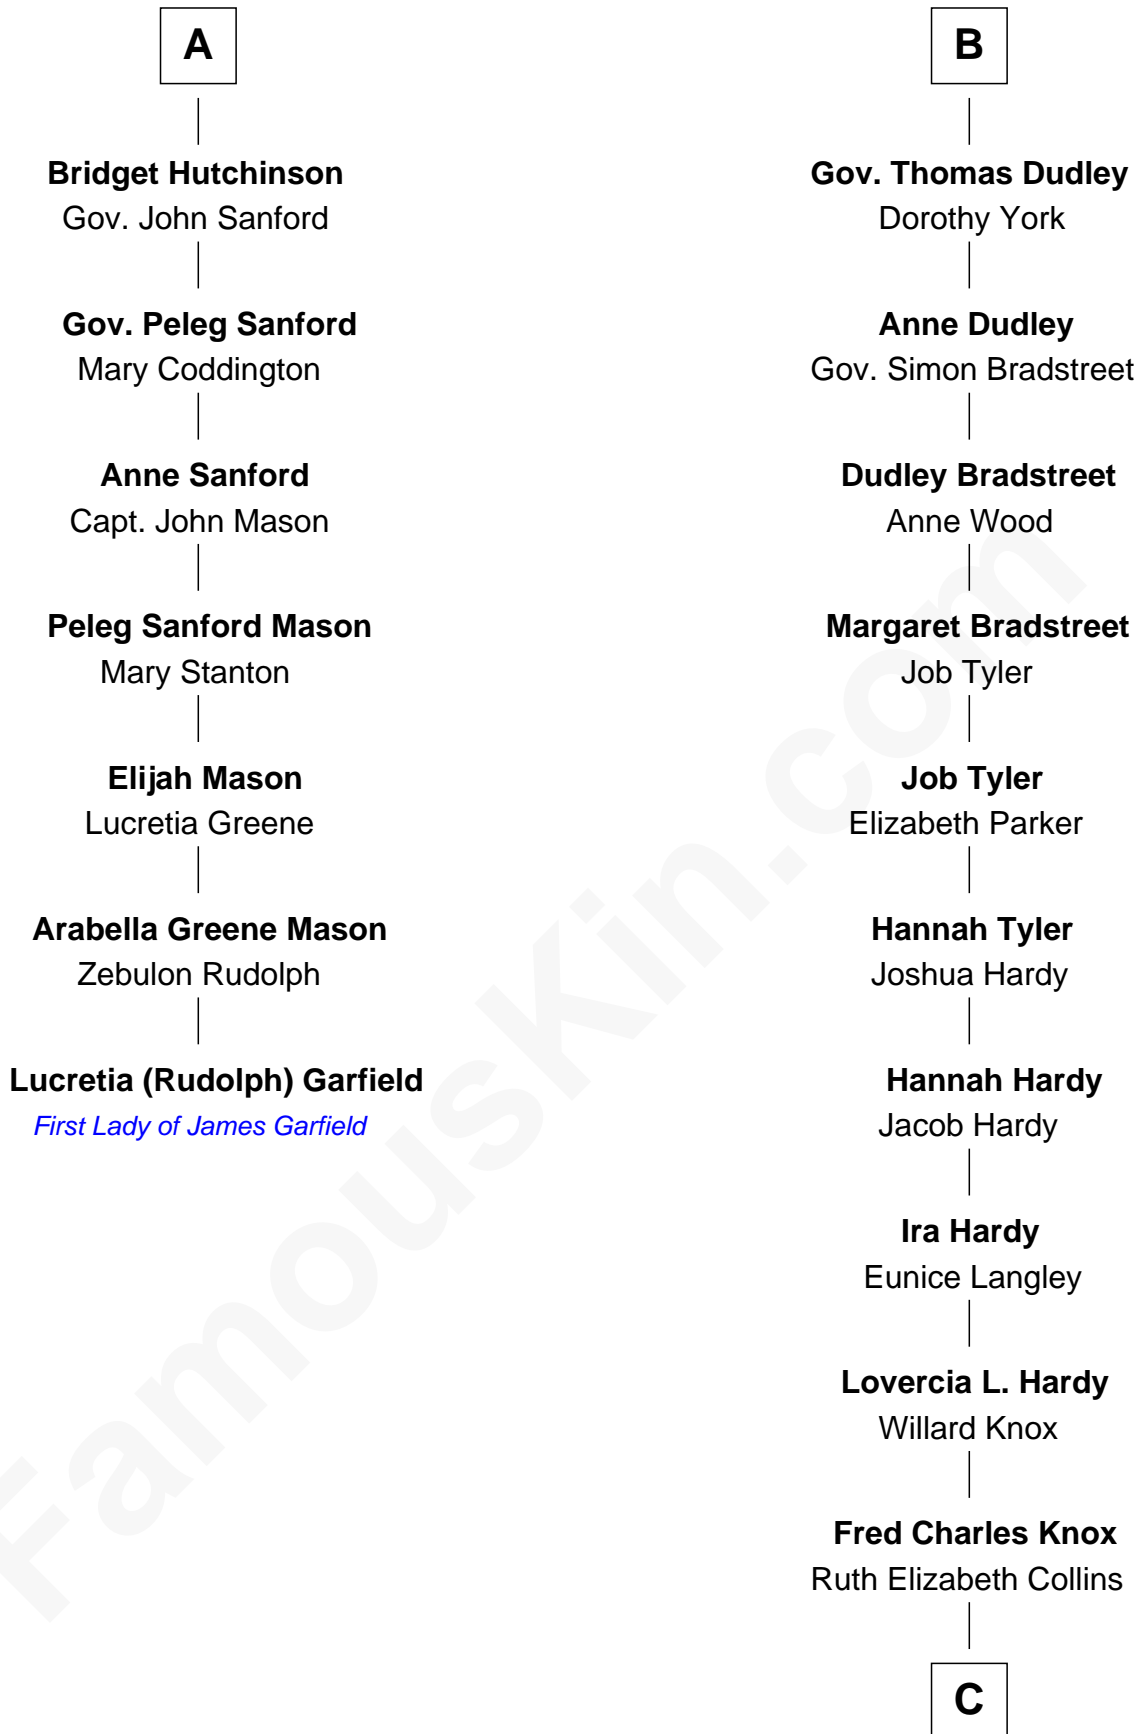 A
Bridget Hutchinson
Gov. John Sanford
Gov. Peleg Sanford
Mary Coddington
Anne Sanford
Capt. John Mason
Peleg Sanford Mason
Mary Stanton
Elijah Mason
Lucretia Greene
Arabella Greene Mason
Zebulon Rudolph
Lucretia (Rudolph) Garfield
First Lady of James Garfield
B
Gov. Thomas Dudley
Dorothy York
Anne Dudley
Gov. Simon Bradstreet
Dudley Bradstreet
Anne Wood
Margaret Bradstreet
Job Tyler
Job Tyler
Elizabeth Parker
Hannah Tyler
Joshua Hardy
Hannah Hardy
Jacob Hardy
Ira Hardy
Eunice Langley
Lovercia L. Hardy
Willard Knox
Fred Charles Knox
Ruth Elizabeth Collins
C
FamousKin.com